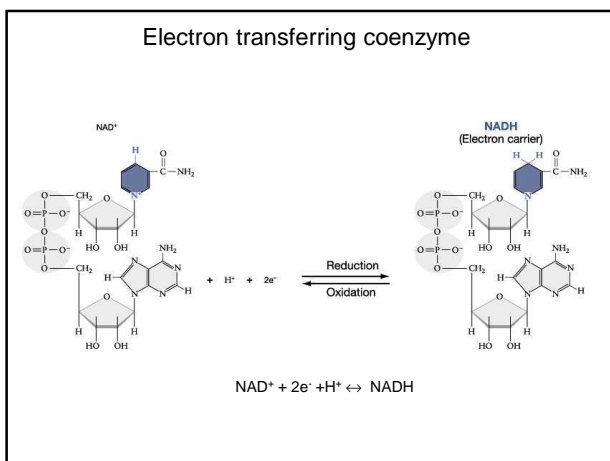 Electron transferring coenzyme
NAD⁺
H
O
C
NH₂
N⁺
O
CH₂
O
O=P—O⁻
H
H
O
HO
OH
O=P—O⁻
NH₂
O
CH₂
N
N
H
N
N
H
O
H
H
HO
OH
+ H⁺ + 2e⁻
Reduction
Oxidation
NADH
(Electron carrier)
H H
O
C
NH₂
N
O
CH₂
O
O=P—O⁻
H
H
O
HO
OH
O=P—O⁻
NH₂
O
CH₂
N
N
H
N
N
H
O
H
H
HO
OH
NAD⁺ + 2e⁻ +H⁺ ↔ NADH